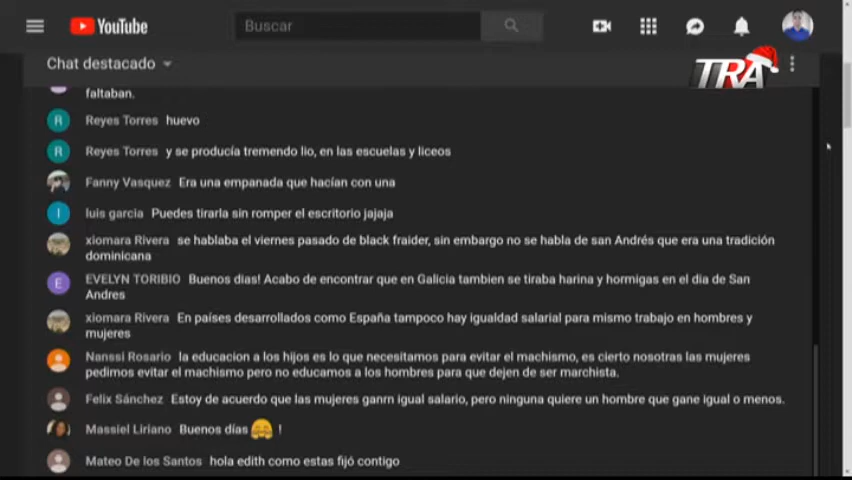 YouTube
Buscar
Chat destacado
TRA
faltaban.
R Reyes Torres huevo
R Reyes Torres y se producía tremendo lio, en las escuelas y liceos
Fanny Vasquez Era una empanada que hacían con una
l luis garcia Puedes tirarla sin romper el escritorio jajaja
xiomara Rivera se hablaba el viernes pasado de black fraider, sin embargo no se habla de san Andrés que era una tradición
dominicana
E EVELYN TORIBIO Buenos dias! Acabo de encontrar que en Galicia tambien se tiraba harina y hormigas en el dia de San
Andres
xiomara Rivera En países desarrollados como España tampoco hay igualdad salarial para mismo trabajo en hombres y
mujeres
Nanssi Rosario la educacion a los hijos es lo que necesitamos para evitar el machismo, es cierto nosotras las mujeres
pedimos evitar el machismo pero no educamos a los hombres para que dejen de ser marchista.
Felix Sánchez Estoy de acuerdo que las mujeres ganrn igual salario, pero ninguna quiere un hombre que gane igual o menos.
Massiel Liriano Buenos días 🤗 !
Mateo De los Santos hola edith como estas fijó contigo